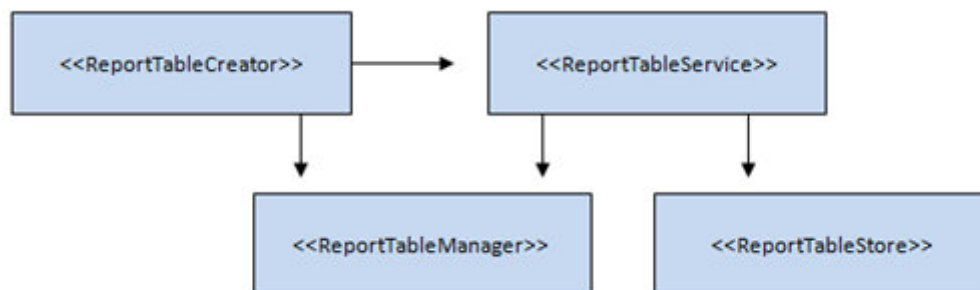 <<ReportTableCreator>>
<<ReportTableService>>
<<ReportTableManager>>
<<ReportTableStore>>